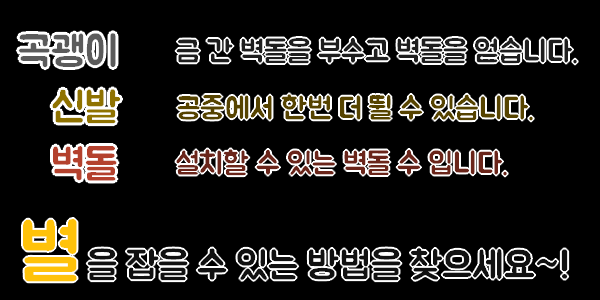 곡괭이 금 간 벽돌을 부수고 벽돌을 얻습니다.
신발 공중에서 한번 더 뛸 수 있습니다.
벽돌 설치할 수 있는 벽돌 수 입니다.
별을 잡을 수 있는 방법을 찾으세요~!